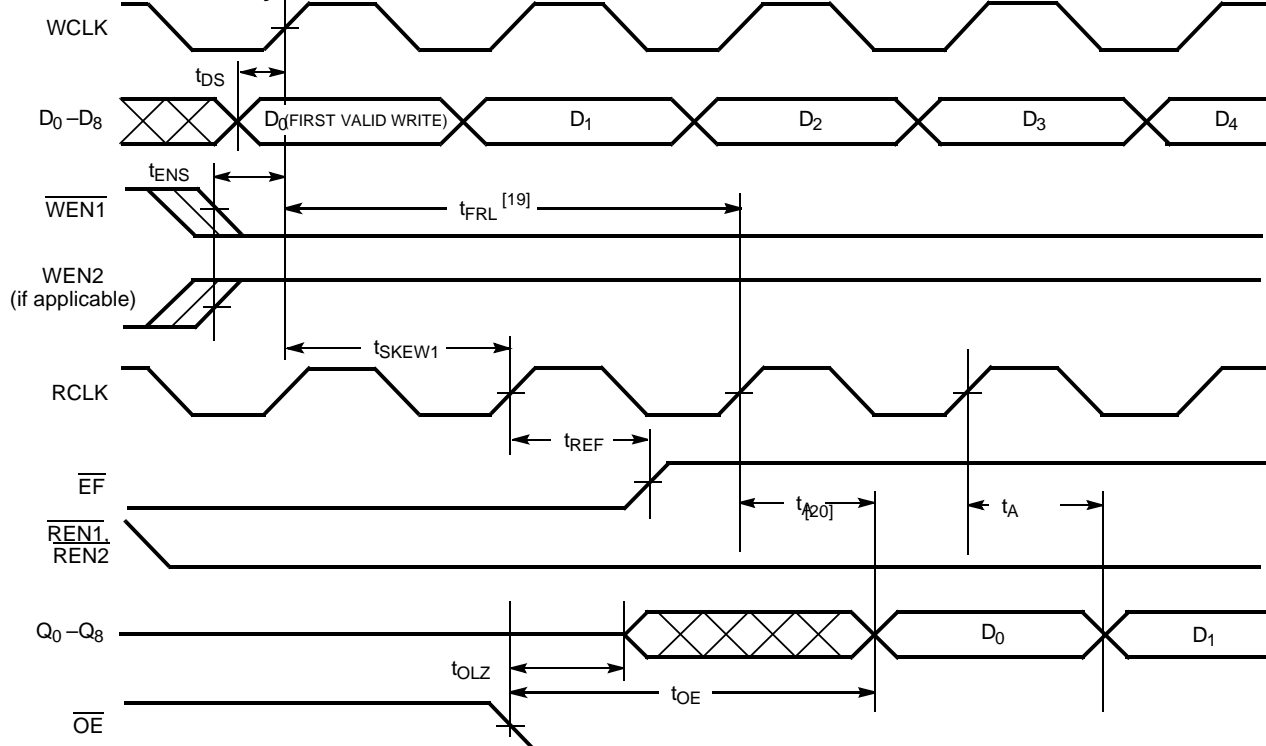 WCLK
tDS
D0 –D8
D0(FIRST VALID WRITE)
D1
D2
D3
D4
tENS
WEN1
tFRL [19]
WEN2
(if applicable)
tSKEW1
RCLK
tREF
EF
tA[20]
tA
REN1,
REN2
Q0 –Q8
D0
D1
tOLZ
tOE
OE